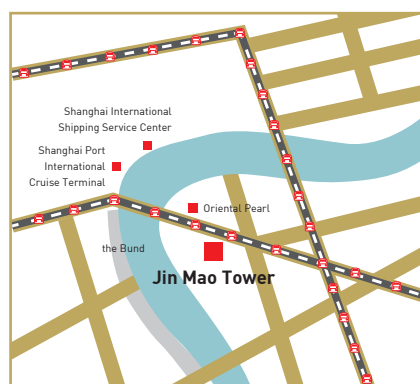 Shanghai International
Shipping Service Center
Shanghai Port
International
Cruise Terminal
Oriental Pearl
the Bund
Jin Mao Tower